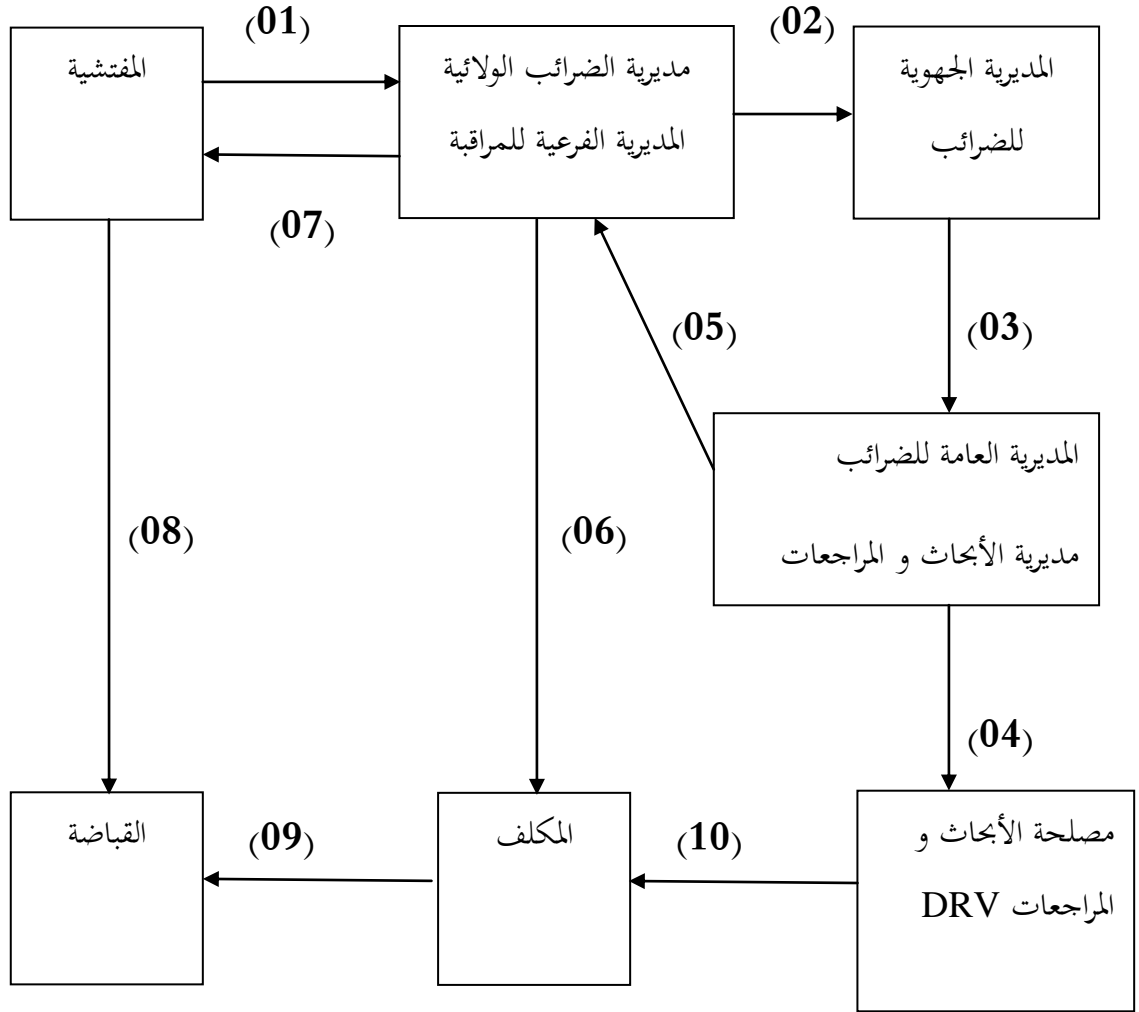 (01)
(02)
المفتشية
مديرية الضرائب الولائية
المديرية الفرعية للمراقبة
المديرية الجهوية
للضرائب
(07)
(05)
(03)
المديرية العامة للضرائب
مديرية الأبحاث و المراجعات
(08)
(06)
(04)
القباضة
(09)
المكلف
(10)
مصلحة الأبحاث و
المراجعات DRV